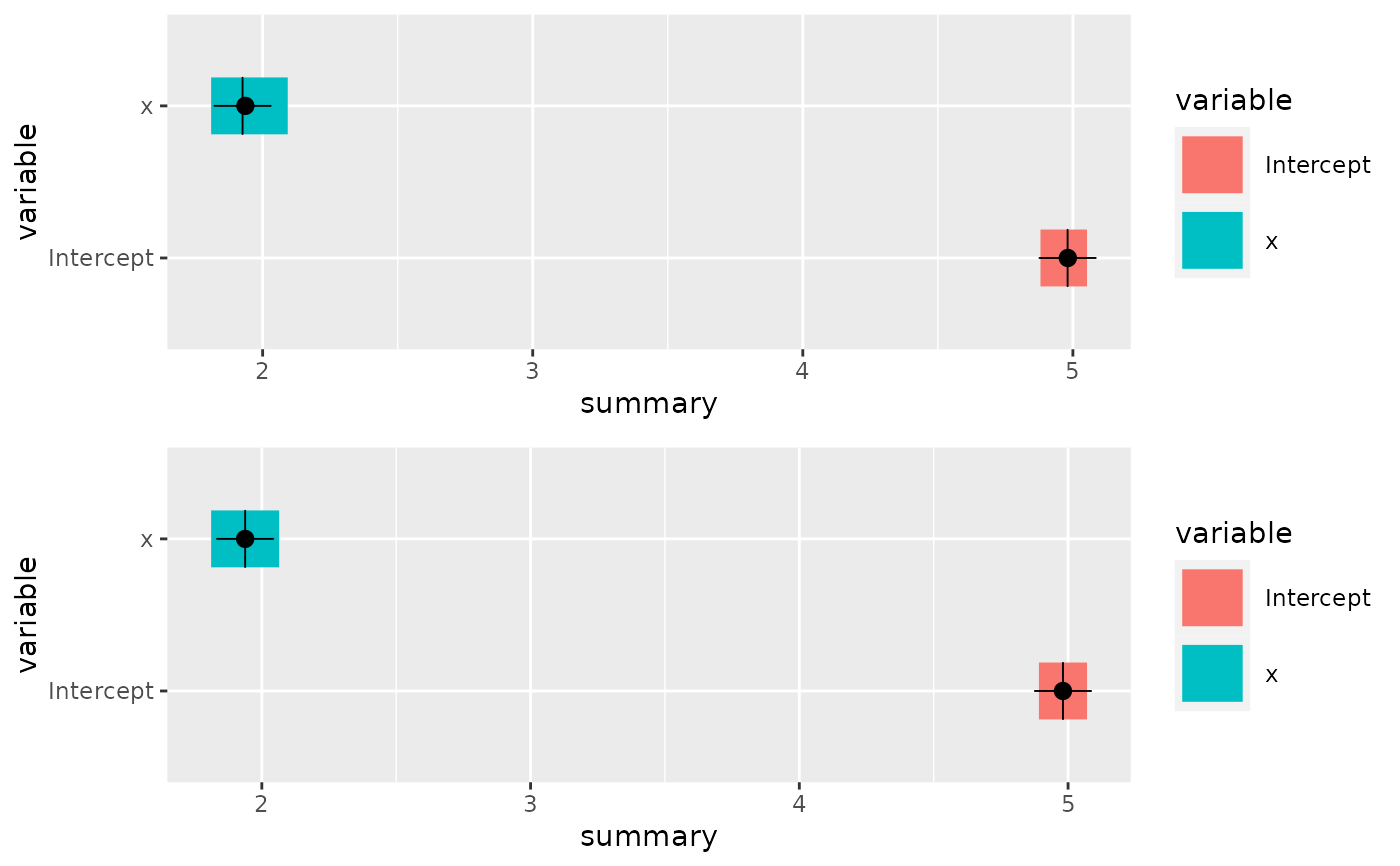 variable
x
Intercept
2 3 4 5
summary
variable
Intercept
x
variable
x
Intercept
2 3 4 5
summary
variable
Intercept
x